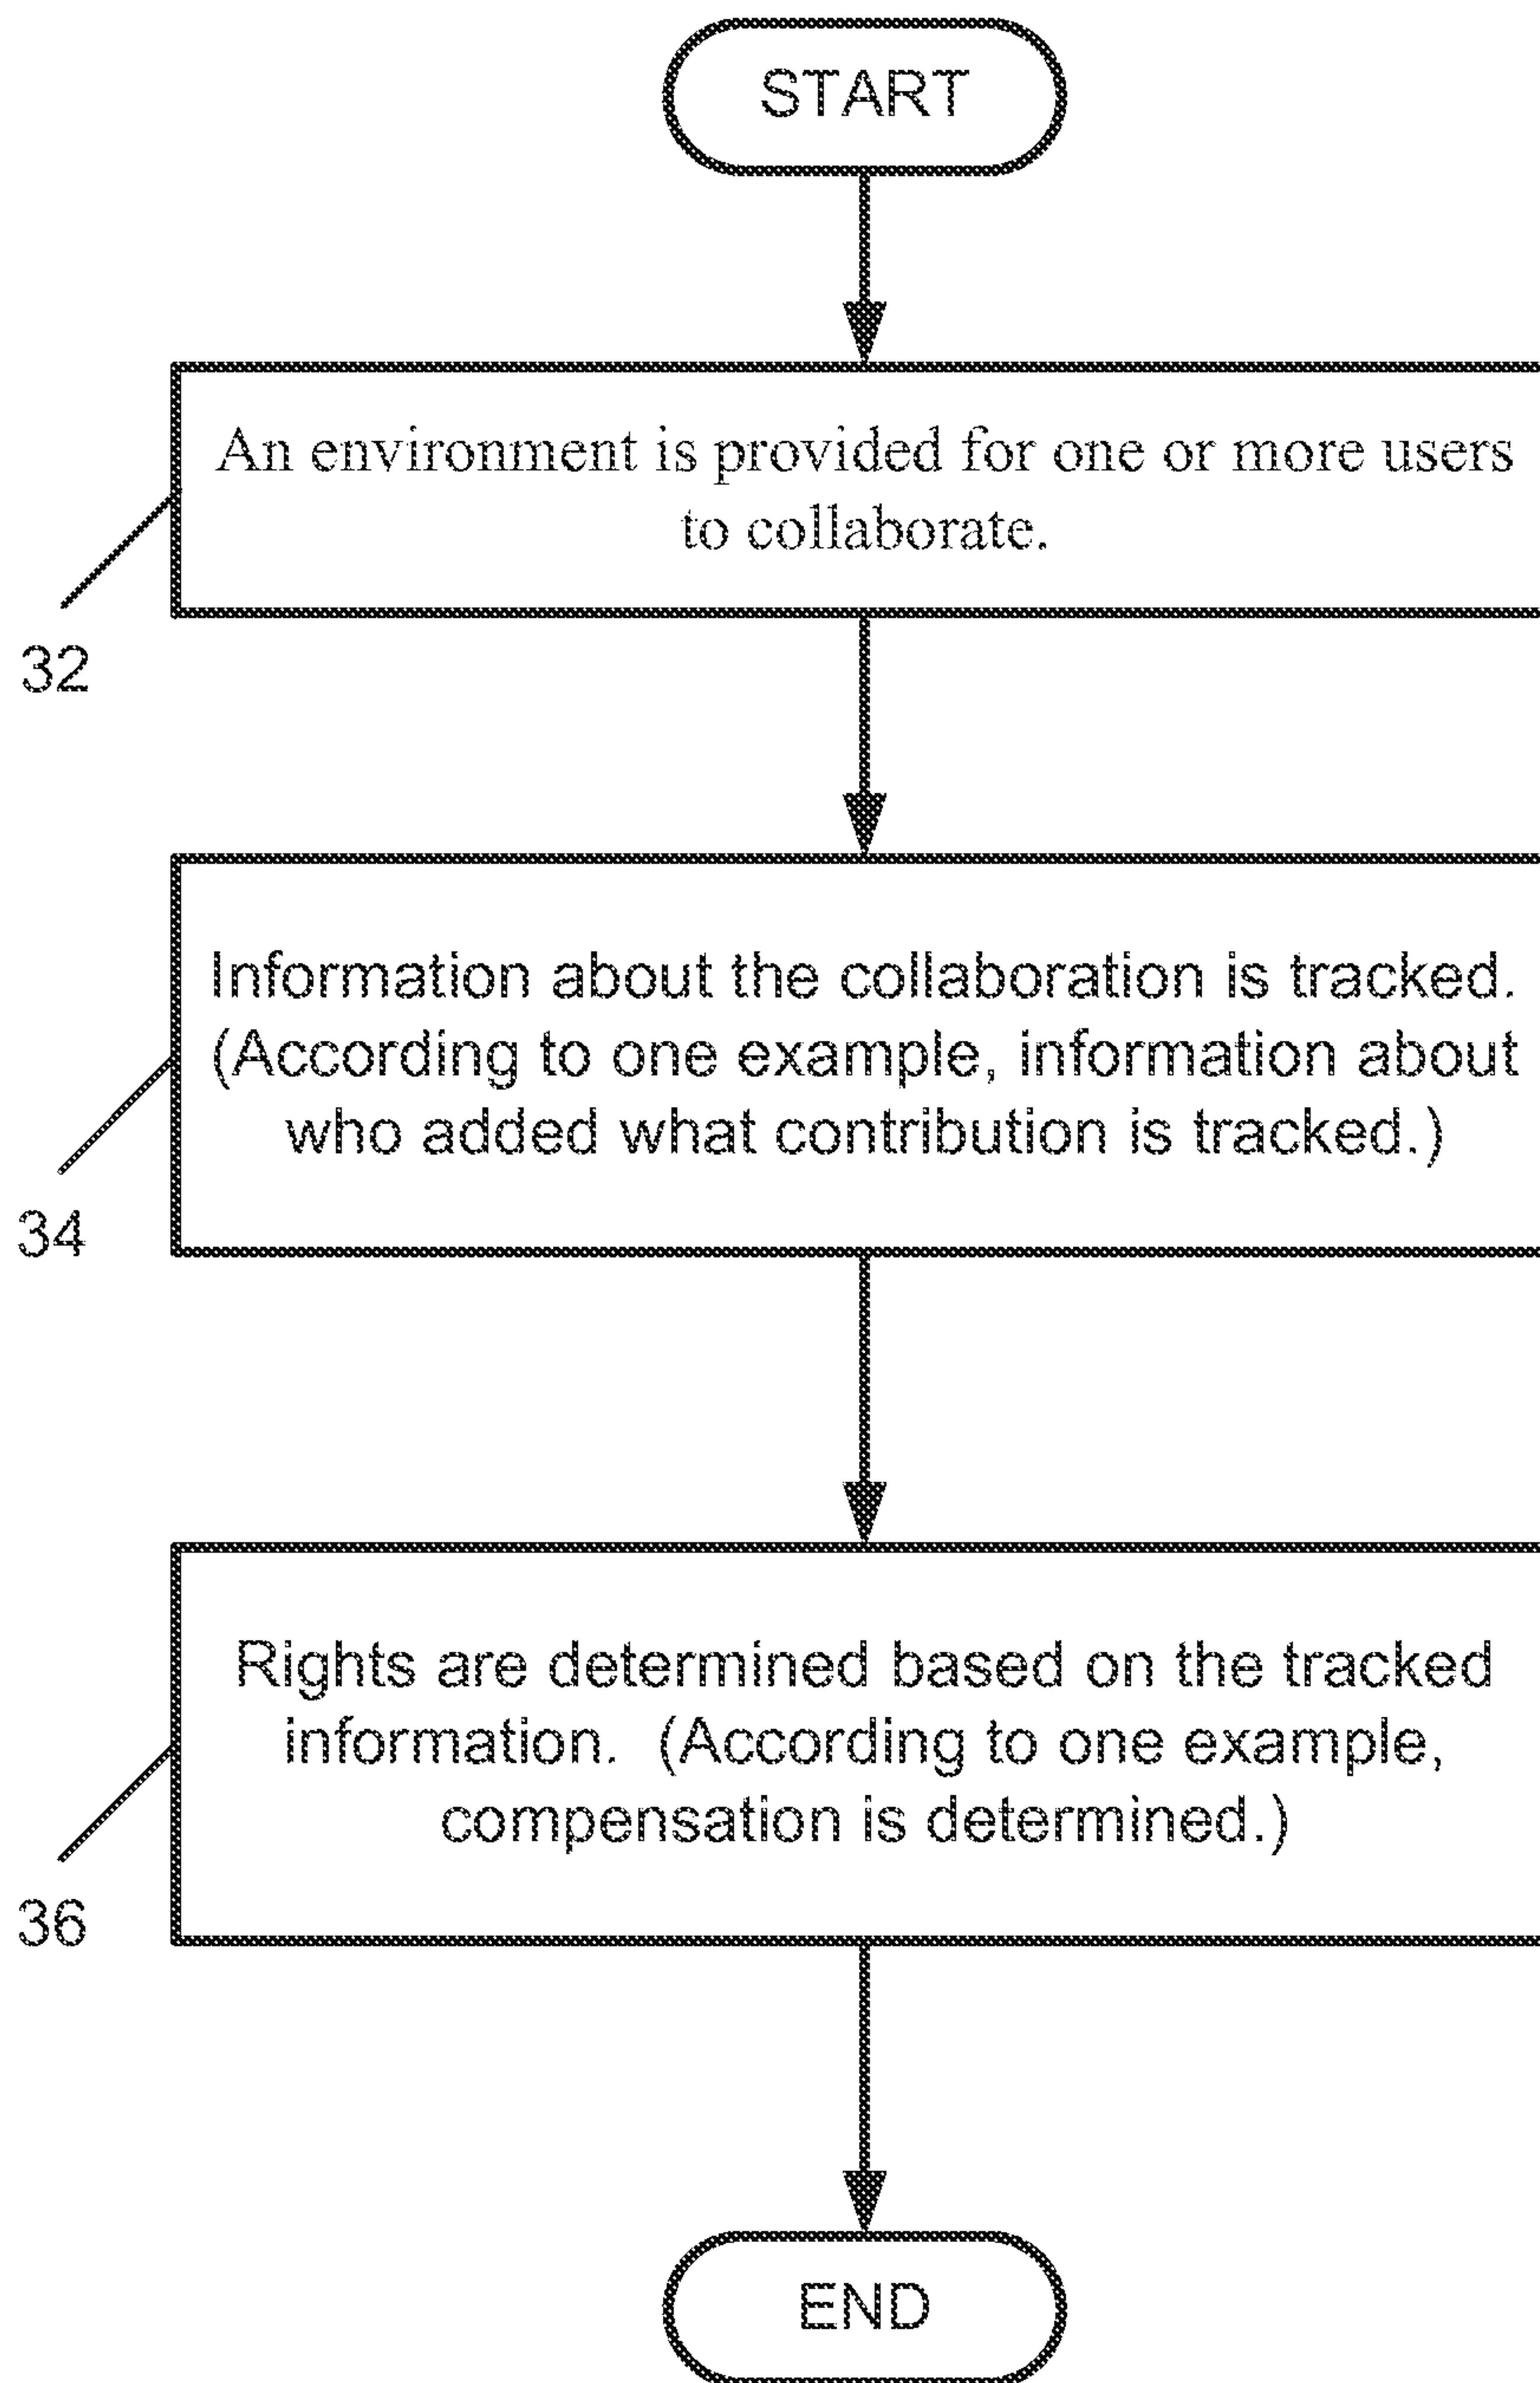 START
An environment is provided for one or more users
to collaborate.
32
Information about the collaboration is tracked.
(According to one example, information about
who added what contribution is tracked.)
34
Rights are determined based on the tracked
information. (According to one example,
compensation is determined.)
36
END